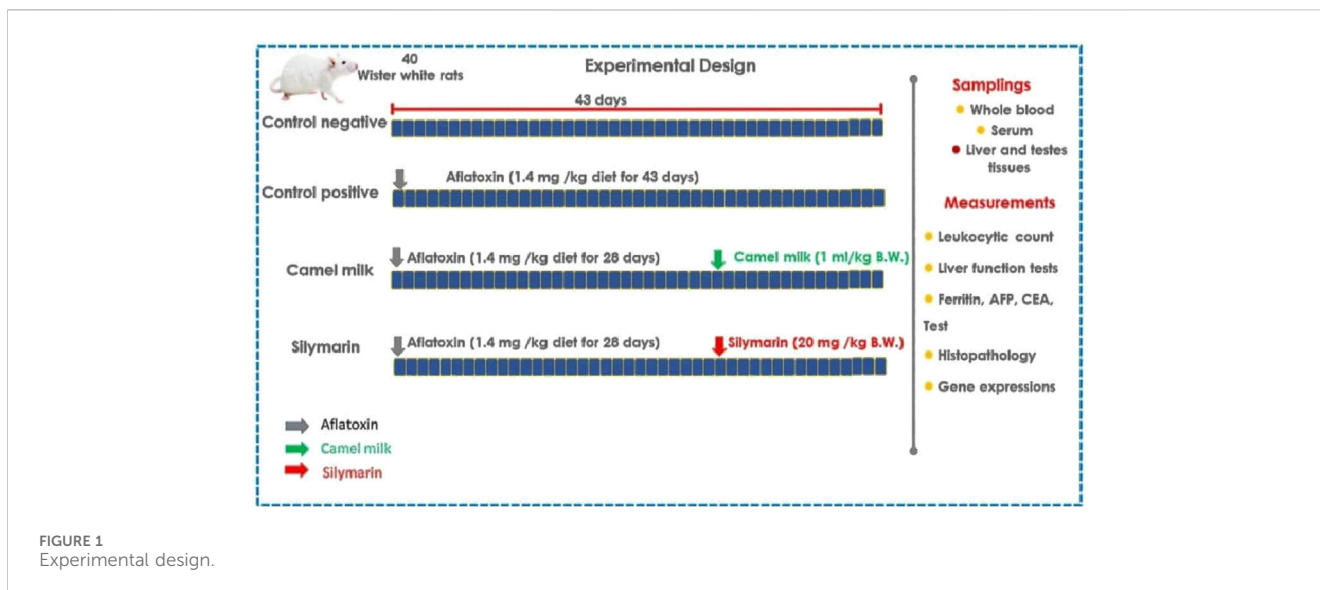 40
Wister white rats
Experimental Design
43 days
Control negative
Control positive
Aflatoxin (1.4 mg /kg diet for 43 days)
Camel milk
Aflatoxin (1.4 mg /kg diet for 28 days)
Camel milk (1 ml/kg B.W.)
Silymarin
Aflatoxin (1.4 mg /kg diet for 28 days)
Silymarin (20 mg /kg B.W.)
Aflatoxin
Camel milk
Silymarin
Samplings
Whole blood
Serum
Liver and testes
tissues
Measurements
Leukocytic count
Liver function tests
Ferritin, AFP, CEA,
Test
Histopathology
Gene expressions
FIGURE 1
Experimental design.